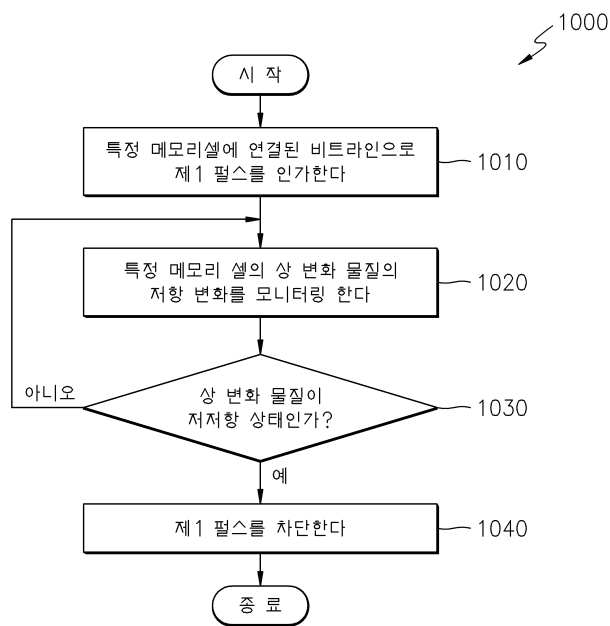 1000
시 작
특정 메모리셀에 연결된 비트라인으로
제1 펄스를 인가한다
1010
특정 메모리 셀의 상 변화 물질의
저항 변화를 모니터링 한다
1020
아니오
상 변화 물질이
저저항 상태인가?
1030
예
제1 펄스를 차단한다
1040
종 료